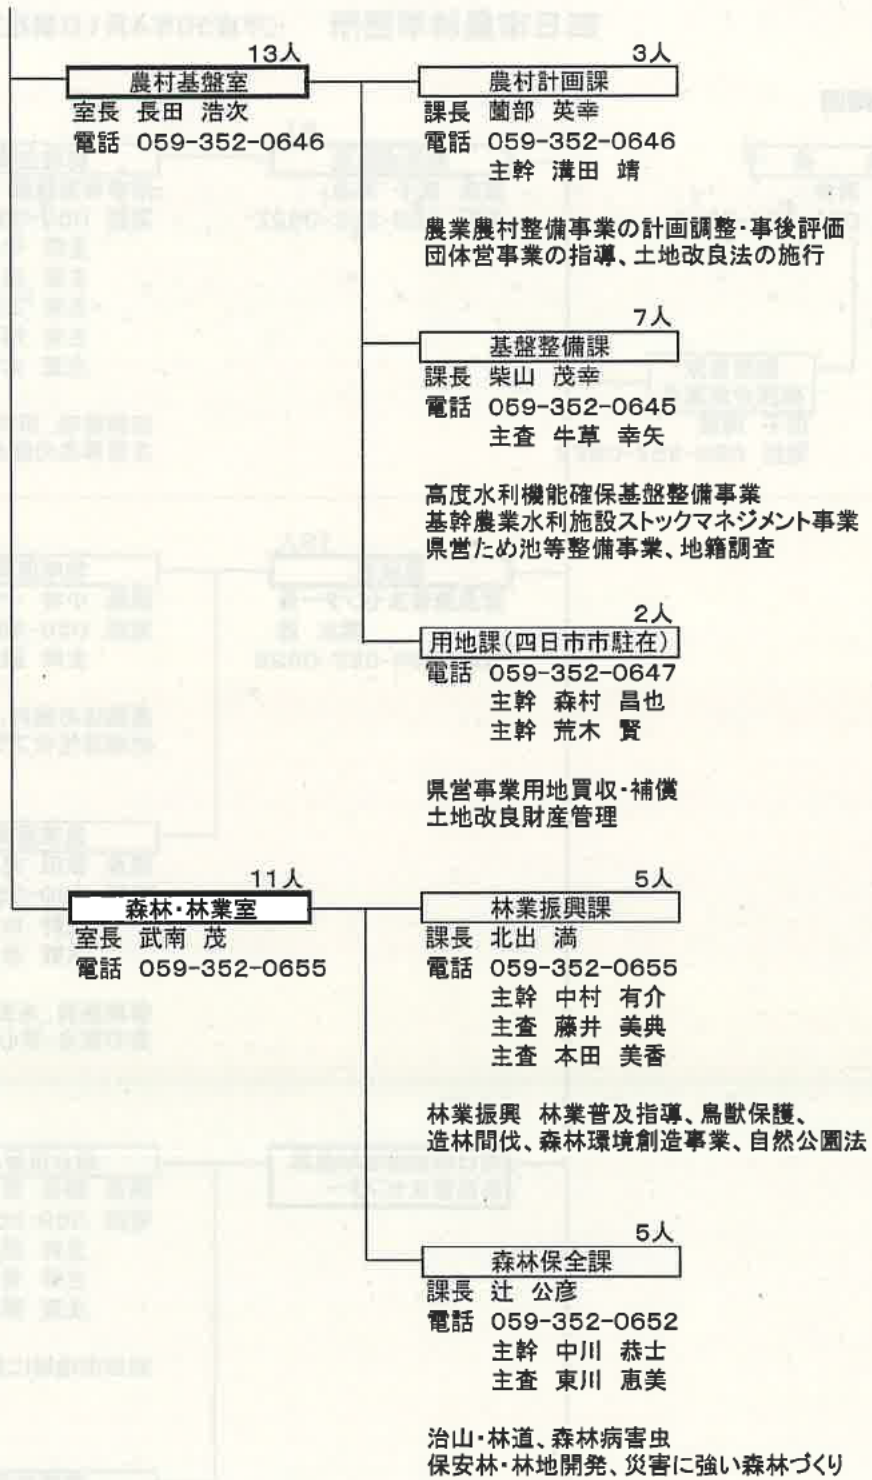 13人
農村基盤室
室長 長田 浩次
電話 059-352-0646
3人
農村計画課
課長 薗部 英幸
電話 059-352-0646
主幹 溝田 靖
農業農村整備事業の計画調整・事後評価
団体営事業の指導、土地改良法の施行
7人
基盤整備課
課長 柴山 茂幸
電話 059-352-0645
主査 牛草 幸矢
高度水利機能確保基盤整備事業
基幹農業水利施設ストックマネジメント事業
県営ため池等整備事業、地籍調査
2人
用地課(四日市市駐在)
電話 059-352-0647
主幹 森村 昌也
主幹 荒木 賢
県営事業用地買収・補償
土地改良財産管理
11人
森林・林業室
室長 武南 茂
電話 059-352-0655
5人
林業振興課
課長 北出 満
電話 059-352-0655
主幹 中村 有介
主査 藤井 美典
主査 本田 美香
林業振興 林業普及指導、鳥獣保護、
造林間伐、森林環境創造事業、自然公園法
5人
森林保全課
課長 辻 公彦
電話 059-352-0652
主幹 中川 恭士
主査 東川 恵美
治山・林道、森林病害虫
保安林・林地開発、災害に強い森林づくり